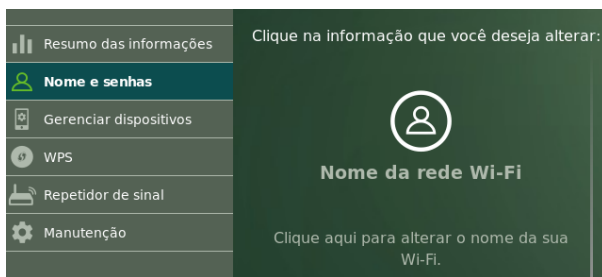 Resumo das informações
Nome e senhas
Gerenciar dispositivos
WPS
Repetidor de sinal
Manutenção
Clique na informação que você deseja alterar:
Nome da rede Wi-Fi
Clique aqui para alterar o nome da sua
Wi-Fi.